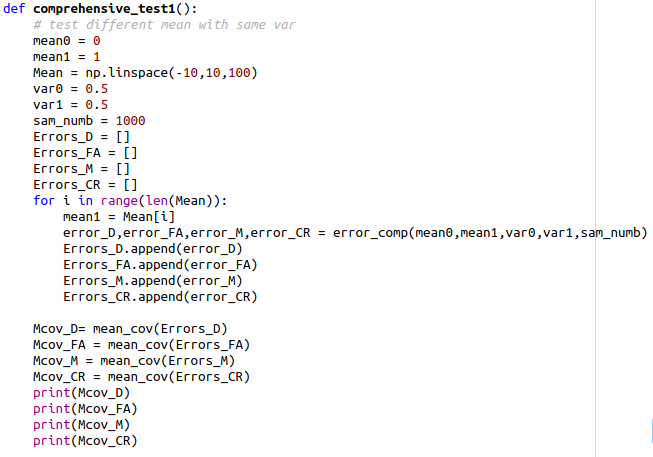 def comprehensive_test1():
    # test different mean with same var
    mean0 = 0
    mean1 = 1
    Mean = np.linspace(-10,10,100)
    var0 = 0.5
    var1 = 0.5
    sam_numb = 1000
    Errors_D = []
    Errors_FA = []
    Errors_M = []
    Errors_CR = []
    for i in range(len(Mean)):
        mean1 = Mean[i]
        error_D,error_FA,error_M,error_CR = error_comp(mean0,mean1,var0,var1,sam_numb)
        Errors_D.append(error_D)
        Errors_FA.append(error_FA)
        Errors_M.append(error_M)
        Errors_CR.append(error_CR)

    Mcov_D= mean_cov(Errors_D)
    Mcov_FA = mean_cov(Errors_FA)
    Mcov_M = mean_cov(Errors_M)
    Mcov_CR = mean_cov(Errors_CR)
    print(Mcov_D)
    print(Mcov_FA)
    print(Mcov_M)
    print(Mcov_CR)